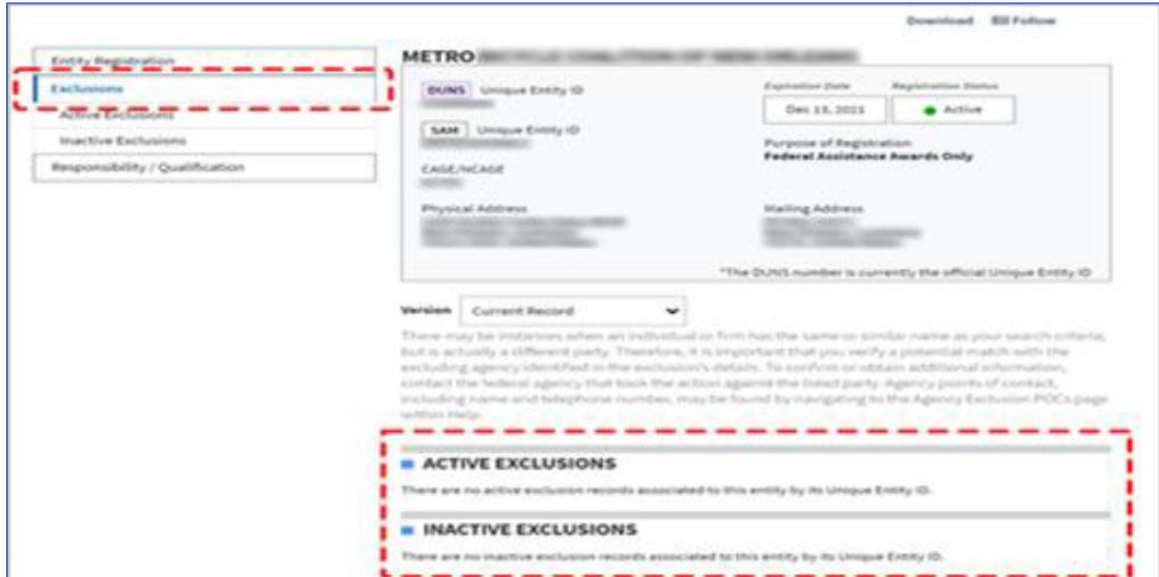 Download Follow
Entity Registration
Exclusions
Active Exclusions
Inactive Exclusions
Responsibility / Qualification
METRO
DUNS Unique Entity ID
SAM Unique Entity ID
CAGE/NCAGE
Physical Address
Expiration Date Registration Status
Dec 13, 2021 Active
Purpose of Registration
Federal Assistance Awards Only
Mailing Address
*The DUNS number is currently the official Unique Entity ID
Version Current Record
There may be instances when an individual or firm has the same or similar name as your search criteria,
but is actually a different party. Therefore, it is important that you verify a potential match with the
excluding agency identified in the exclusion's details. To confirm or obtain additional information,
contact the federal agency that took the action against the listed party. Agency points of contact,
including name and telephone number, may be found by navigating to the Agency Exclusion POCs page
within Help.
ACTIVE EXCLUSIONS
There are no active exclusion records associated to this entity by its Unique Entity ID.
INACTIVE EXCLUSIONS
There are no inactive exclusion records associated to this entity by its Unique Entity ID.